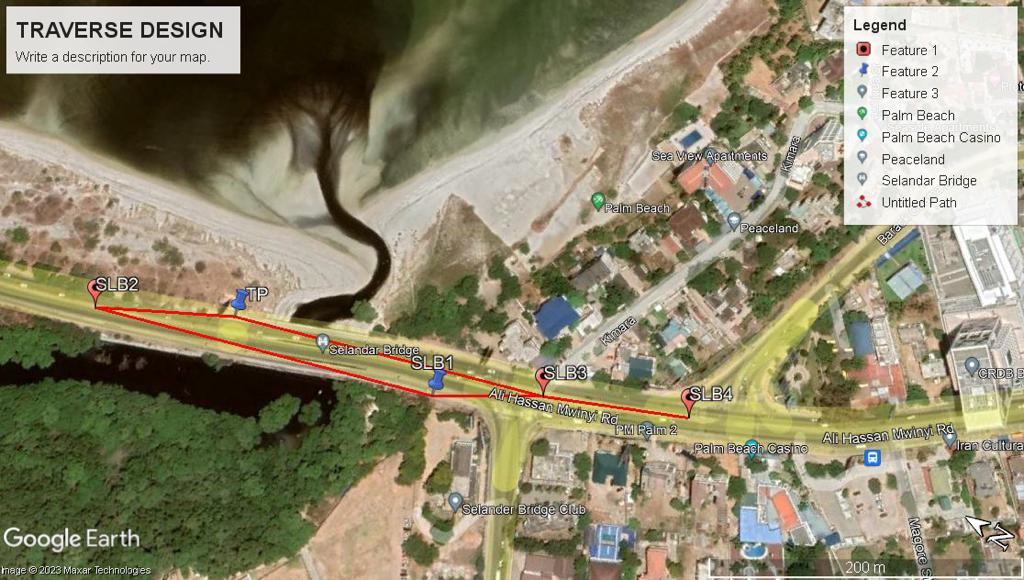 TRAVERSE DESIGN
Write a description for your map.
Legend
Feature 1
Feature 2
Feature 3
Palm Beach
Palm Beach Casino
Peaceland
Selandar Bridge
Untitled Path
Kimara
Sea View Apartments
Palm Beach
Peaceland
SLB2
TP
Selandar Bridge
SLB1
Kimara
SLB3
SLB4
CRDB B
Ali Hassan Mwinyi Rd
PM Palm 2
Palm Beach Casino
Ali Hassan Mwinyi Rd
Iran Cultura
Selander Bridge Club
N
Google Earth
Image © 2023 Maxar Technologies
200 m